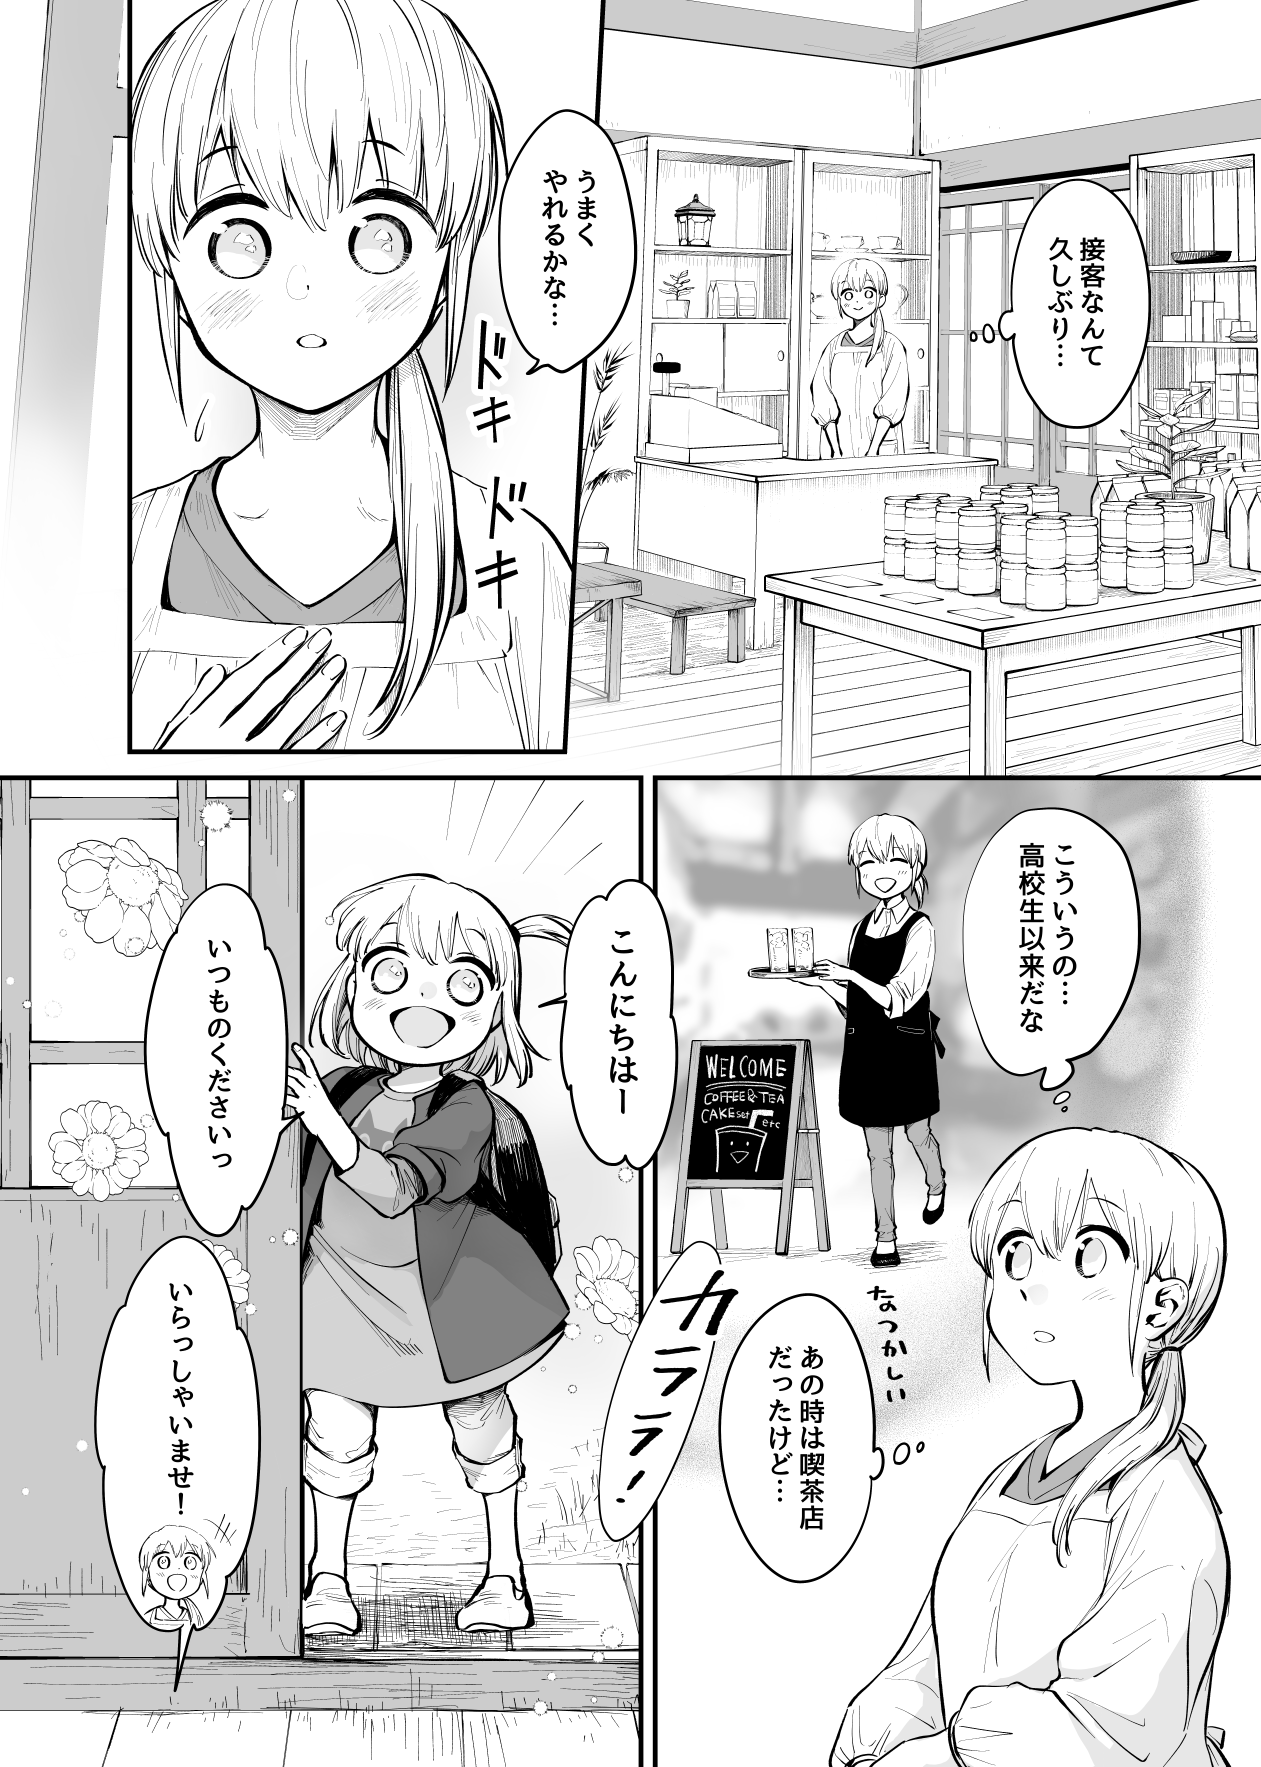 接客なんて
久しぶり…
うまく
やれるかな…
ドキ
ドキ
こういうの…
高校生以来だな
WELCOME
COFFEE & TEA
CAKE set
etc
なつかしい
あの時は喫茶店
だったけど…
カララ!
こんにちはー
いつものくださいっ
いらっしゃいませ!